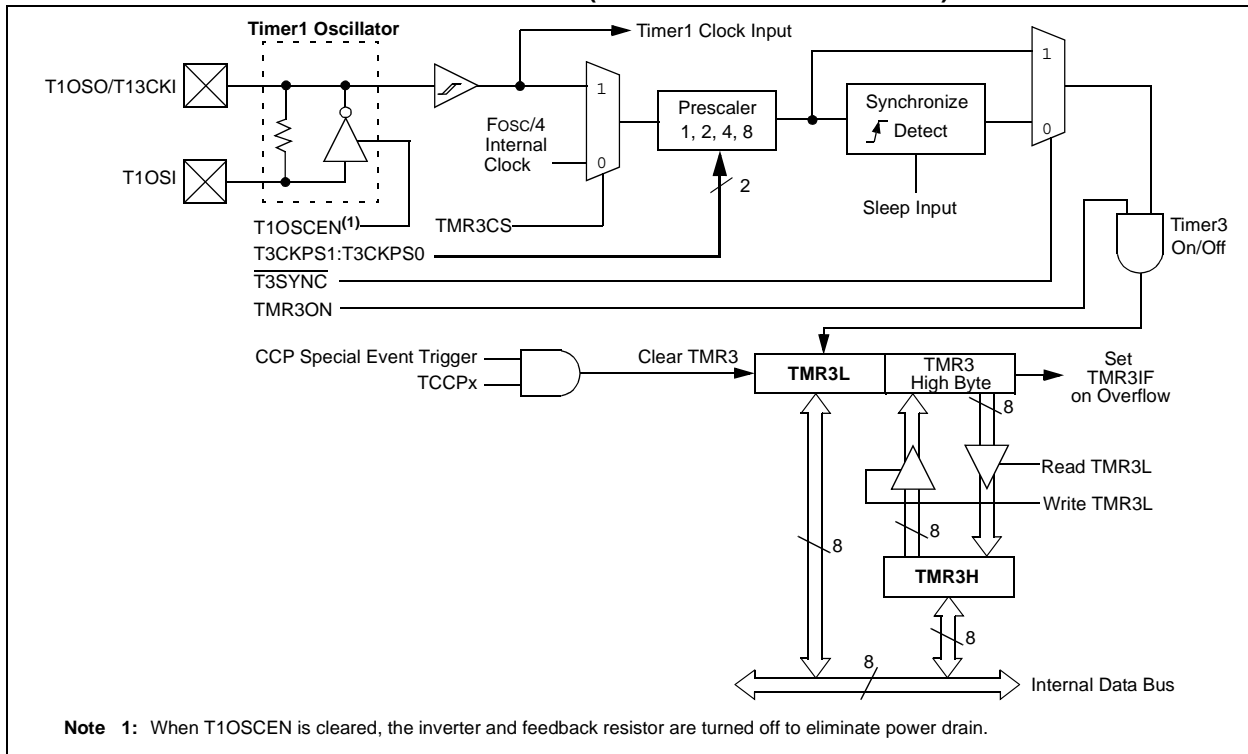 Timer1 Oscillator
Timer1 Clock Input
T1OSO/T13CKI
T1OSI
FOSC/4
Internal
Clock
1
0
Prescaler
1, 2, 4, 8
2
Synchronize
Detect
Sleep Input
1
0
T1OSCEN(1)
TMR3CS
T3CKPS1:T3CKPS0
T3SYNC
TMR3ON
Timer3
On/Off
CCP Special Event Trigger
TCCPx
Clear TMR3
TMR3L
TMR3
High Byte
Set
TMR3IF
on Overflow
8
Read TMR3L
Write TMR3L
8
8
TMR3H
8
8
Internal Data Bus
Note 1: When T1OSCEN is cleared, the inverter and feedback resistor are turned off to eliminate power drain.